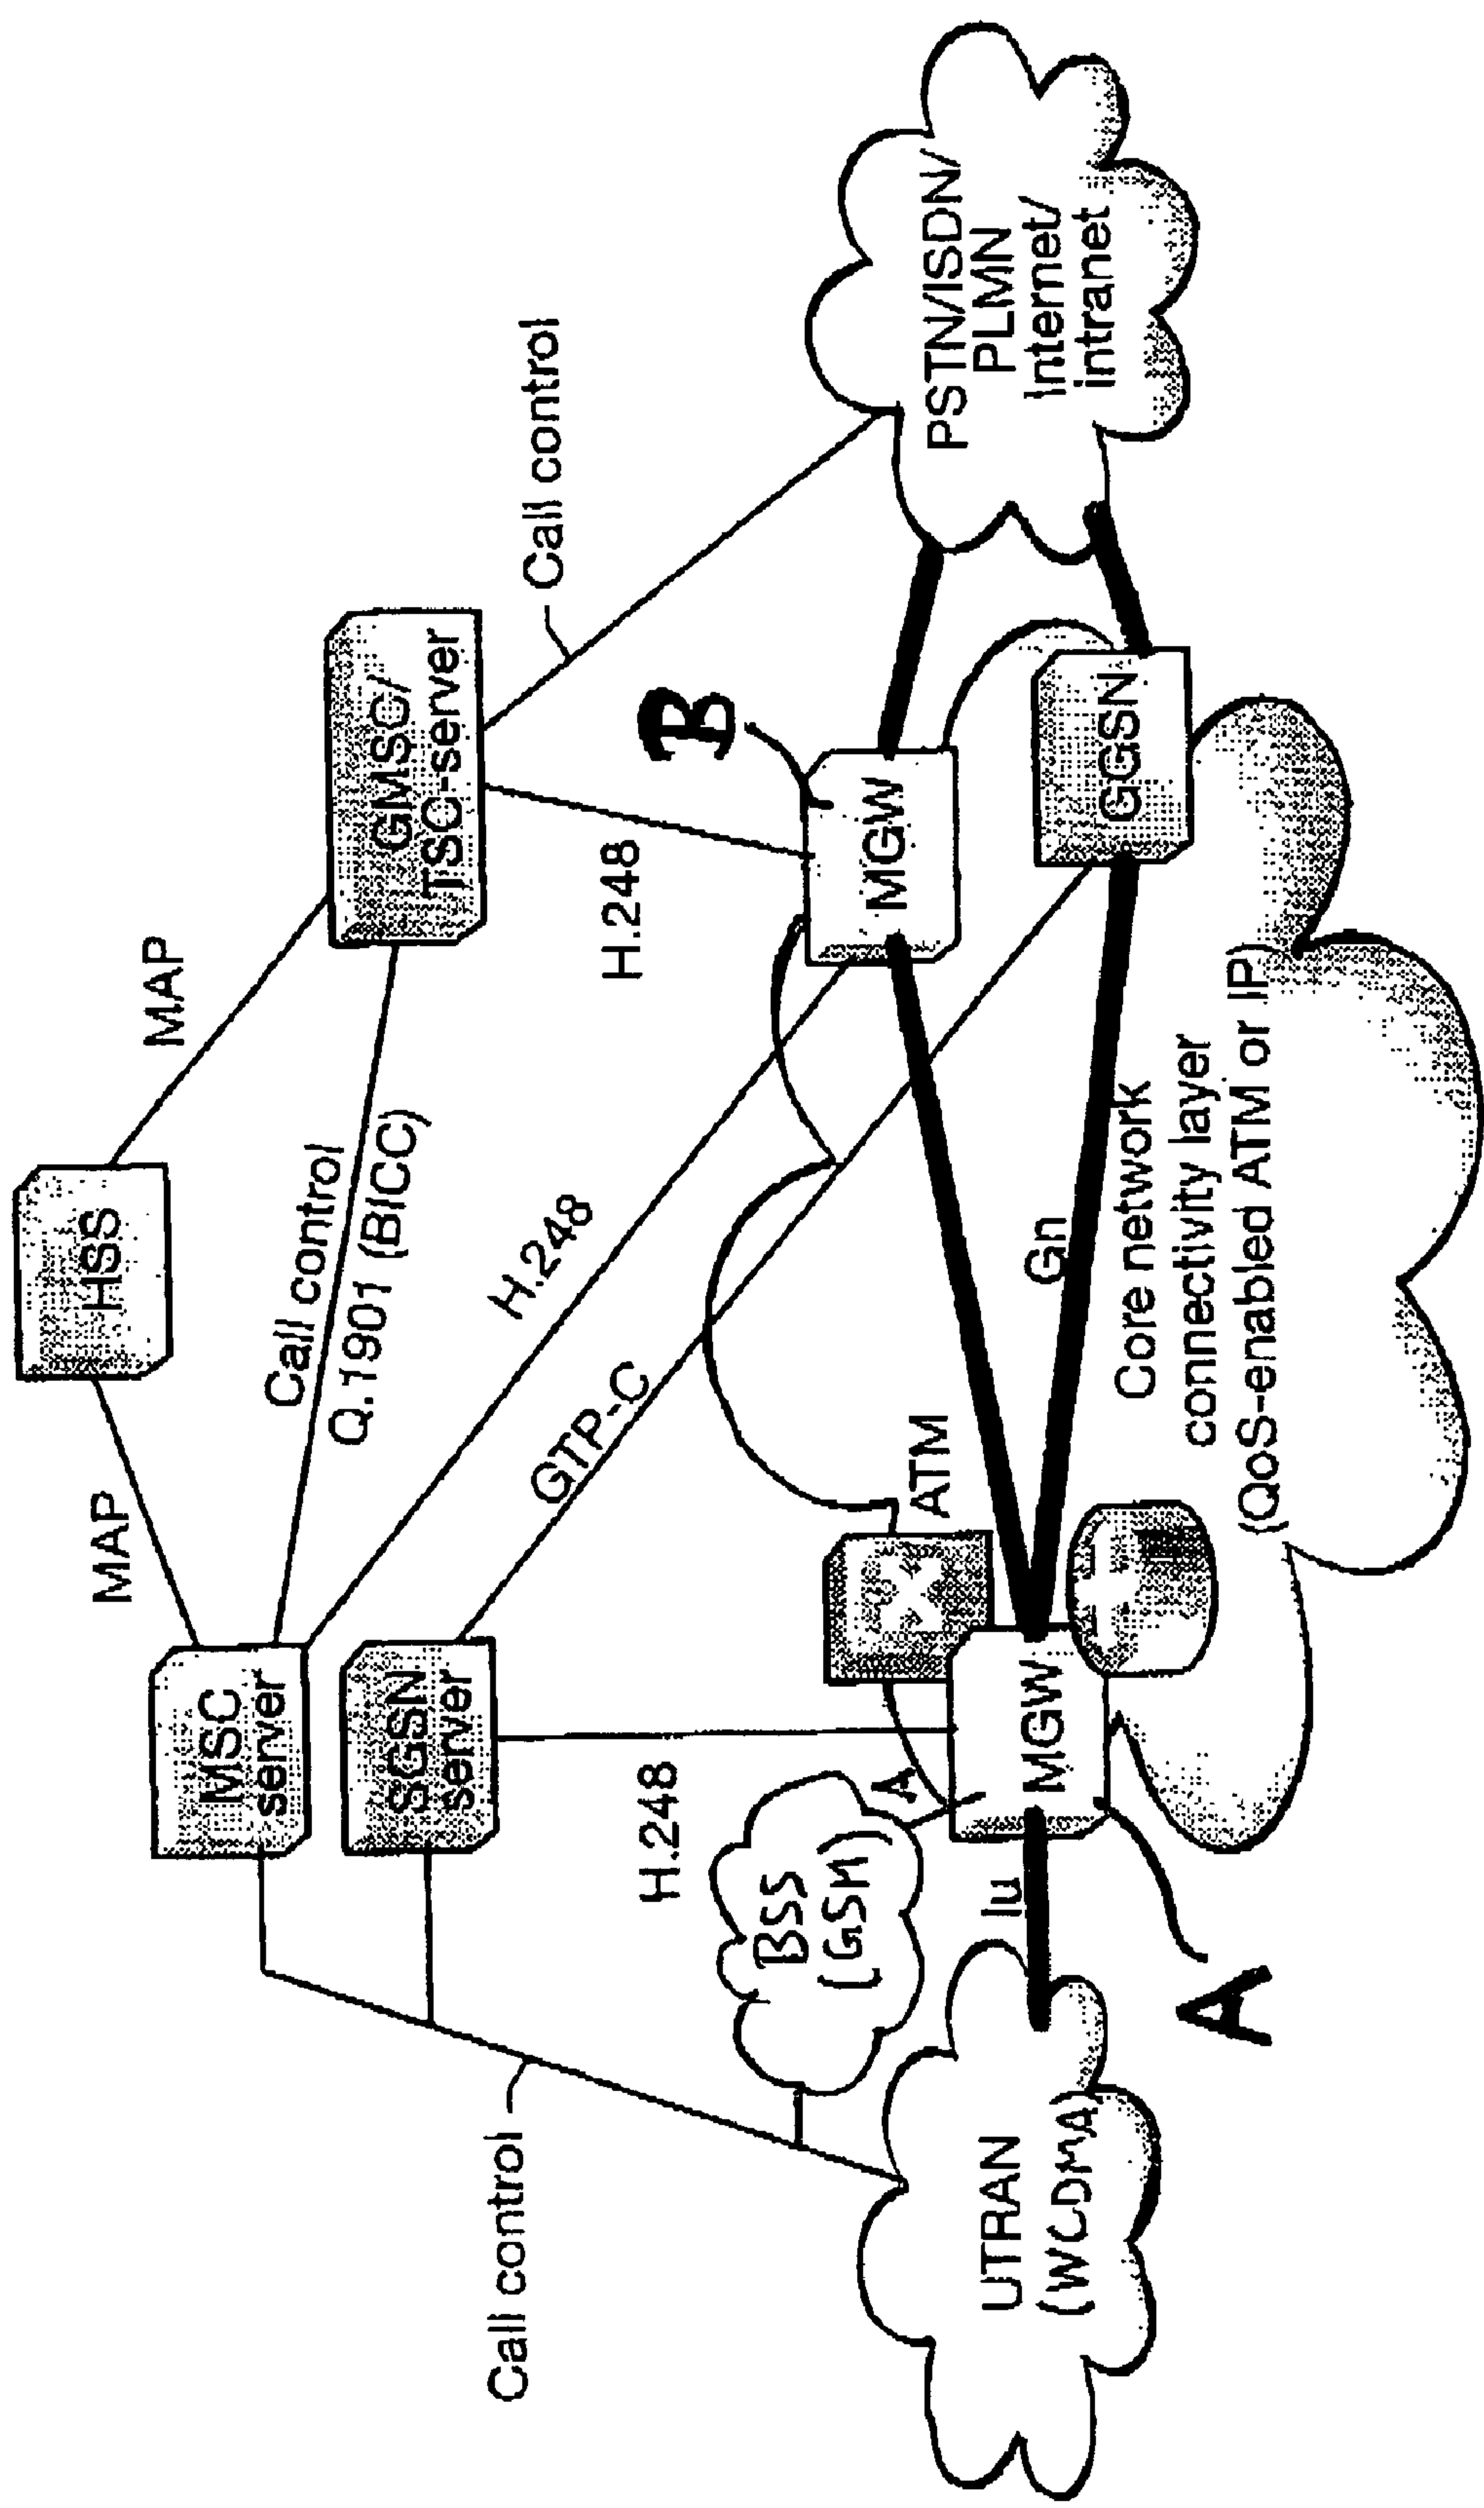 HSS
MAP
MAP
MSC
server
Call control
Q.1901 (BICC)
GMSC/
TSC-server
SGSN
server
H.248
GTP-C
H.248
Call control
Call control
H.248
B
BSS
(GSM)
A
ATM
MGW
PSTN/ISDN/
PLMN
Internet/
intranet
UTRAN
(WCDMA)
Iu
MGW
Gn
GGSN
Core network
connectivity layer
(QoS-enabled ATM or IP)
A